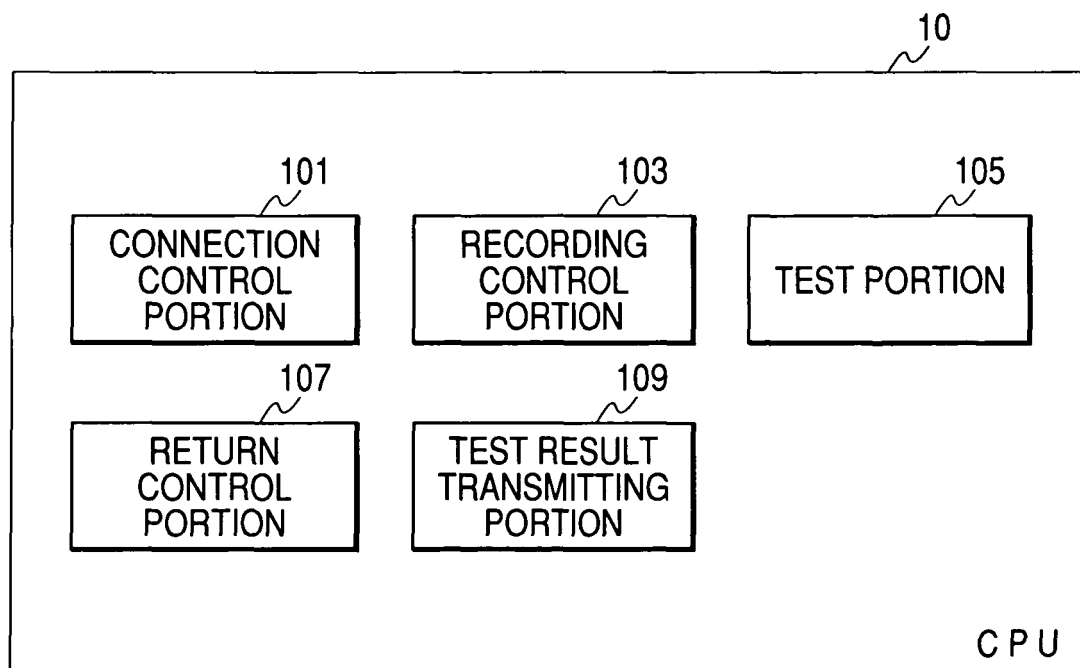 10
101
CONNECTION
CONTROL
PORTION
103
RECORDING
CONTROL
PORTION
105
TEST PORTION
107
RETURN
CONTROL
PORTION
109
TEST RESULT
TRANSMITTING
PORTION
CPU